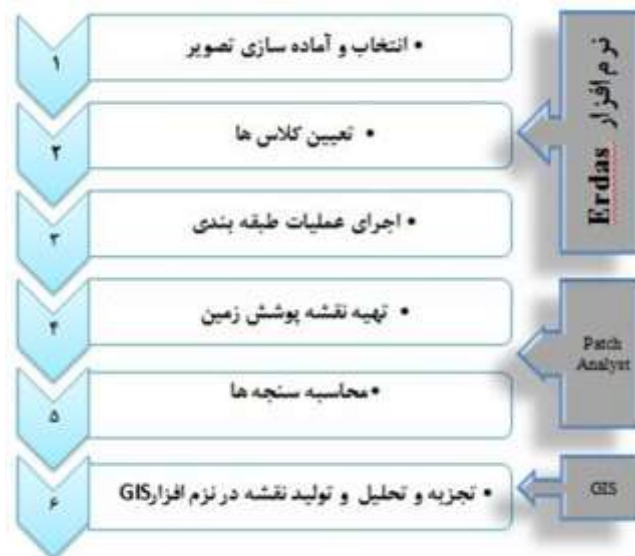 ۱
• انتخاب و آماده سازی تصویر
۲
• تعیین کلاس ها
۳
• اجرای عملیات طبقه بندی
۴
• تهیه نقشه پوشش زمین
۵
• محاسبه سنجه ها
۶
• تجزیه و تحلیل و تولید نقشه در نزم افزارGIS
نرم افزار Erdas
Patch
Analyst
GIS